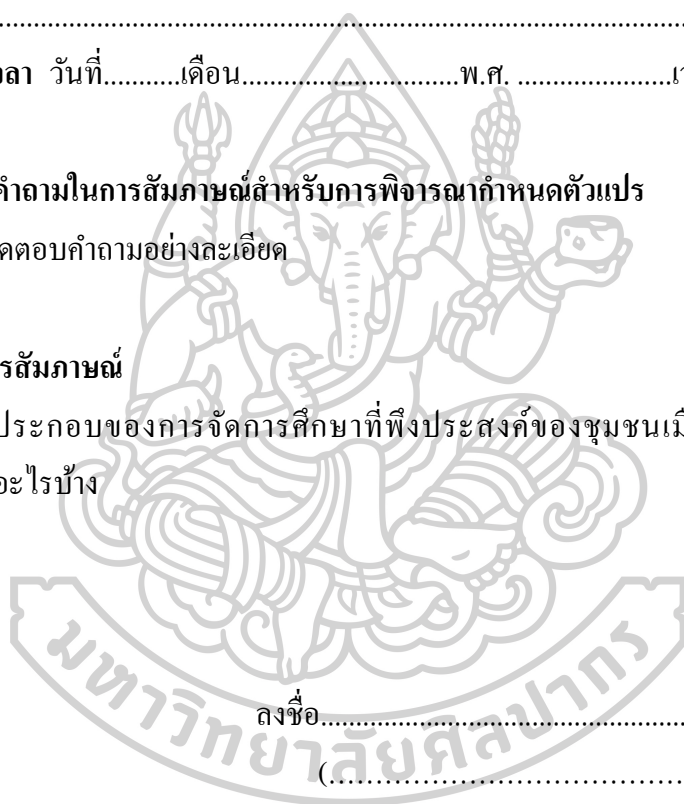 ..........................................................................................
วันที่...........เดือน...............................พ.ศ. ......................
คำถามในการสัมภาษณ์สำหรับการพิจารณากำหนดตัวแปร
ตอบคำถามอย่างละเอียด
สัมภาษณ์
ประกอบของการจัดการศึกษาที่พึงประสงค์ของชุมชน
อะไรบ้าง
มหาวิทยาลัยศิลปากร
ลงชื่อ....................................................
(....................................